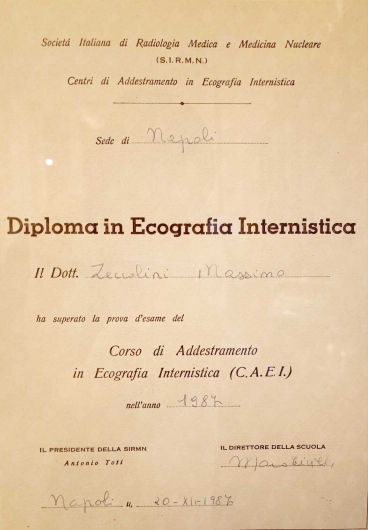 Societá Italiana di Radiologia Medica e Medicina Nucleare
(S.I.R.M.N.)
Centri di Addestramento in Ecografia Internistica
Sede di Napoli
Diploma in Ecografia Internistica
Il Dott. Zeccolini Massimo
ha superato la prova d'esame del
Corso di Addestramento
in Ecografia Internistica (C.A.E.I.)
nell'anno 1987
IL PRESIDENTE DELLA SIRMN
Antonio Toti
IL DIRETTORE DELLA SCUOLA
Napoli li, 20-XI-1987